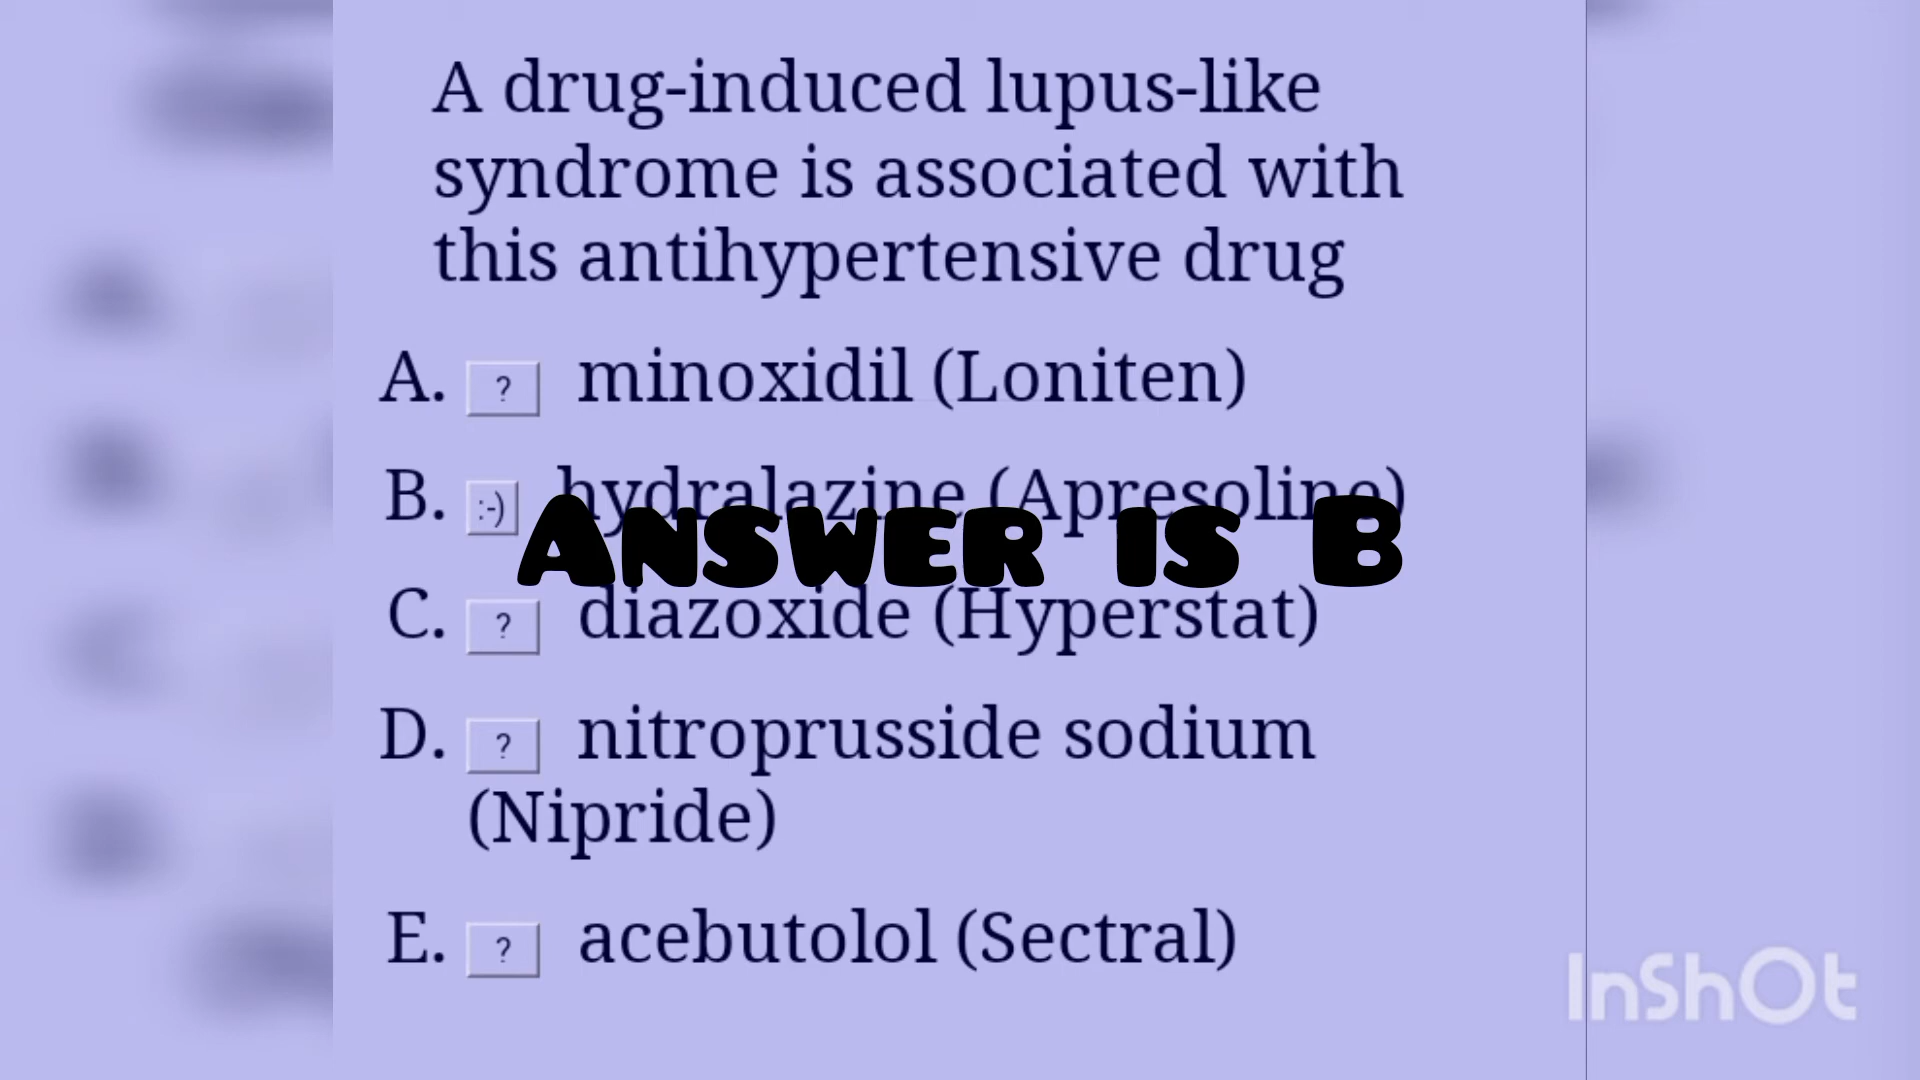 A drug-induced lupus-like
syndrome is associated with
this antihypertensive drug
A. ? minoxidil (Loniten)
B. :-) hydralazine (Apresoline)
Answer is B
C. ? diazoxide (Hyperstat)
D. ? nitroprusside sodium
(Nipride)
E. ? acebutolol (Sectral)
InShOt